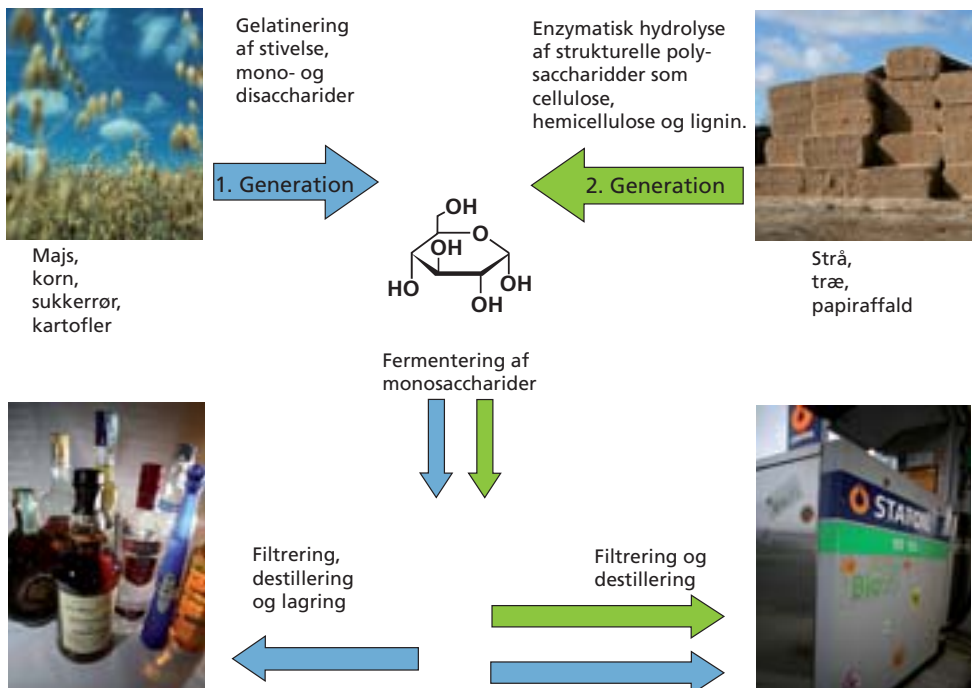 Gelatinering
af stivelse,
mono- og
disaccharider
Enzymatisk hydrolyse
af strukturelle poly-
saccharidder som
cellulose,
hemicellulose og lignin.
1. Generation
2. Generation
OH
O
OH
HO
OH
OH
Majs,
korn,
sukkerrør,
kartofler
Strå,
træ,
papiraffald
Fermentering af
monosaccharider
Filtrering,
destillering
og lagring
Filtrering og
destillering
STATOIL
Bio95